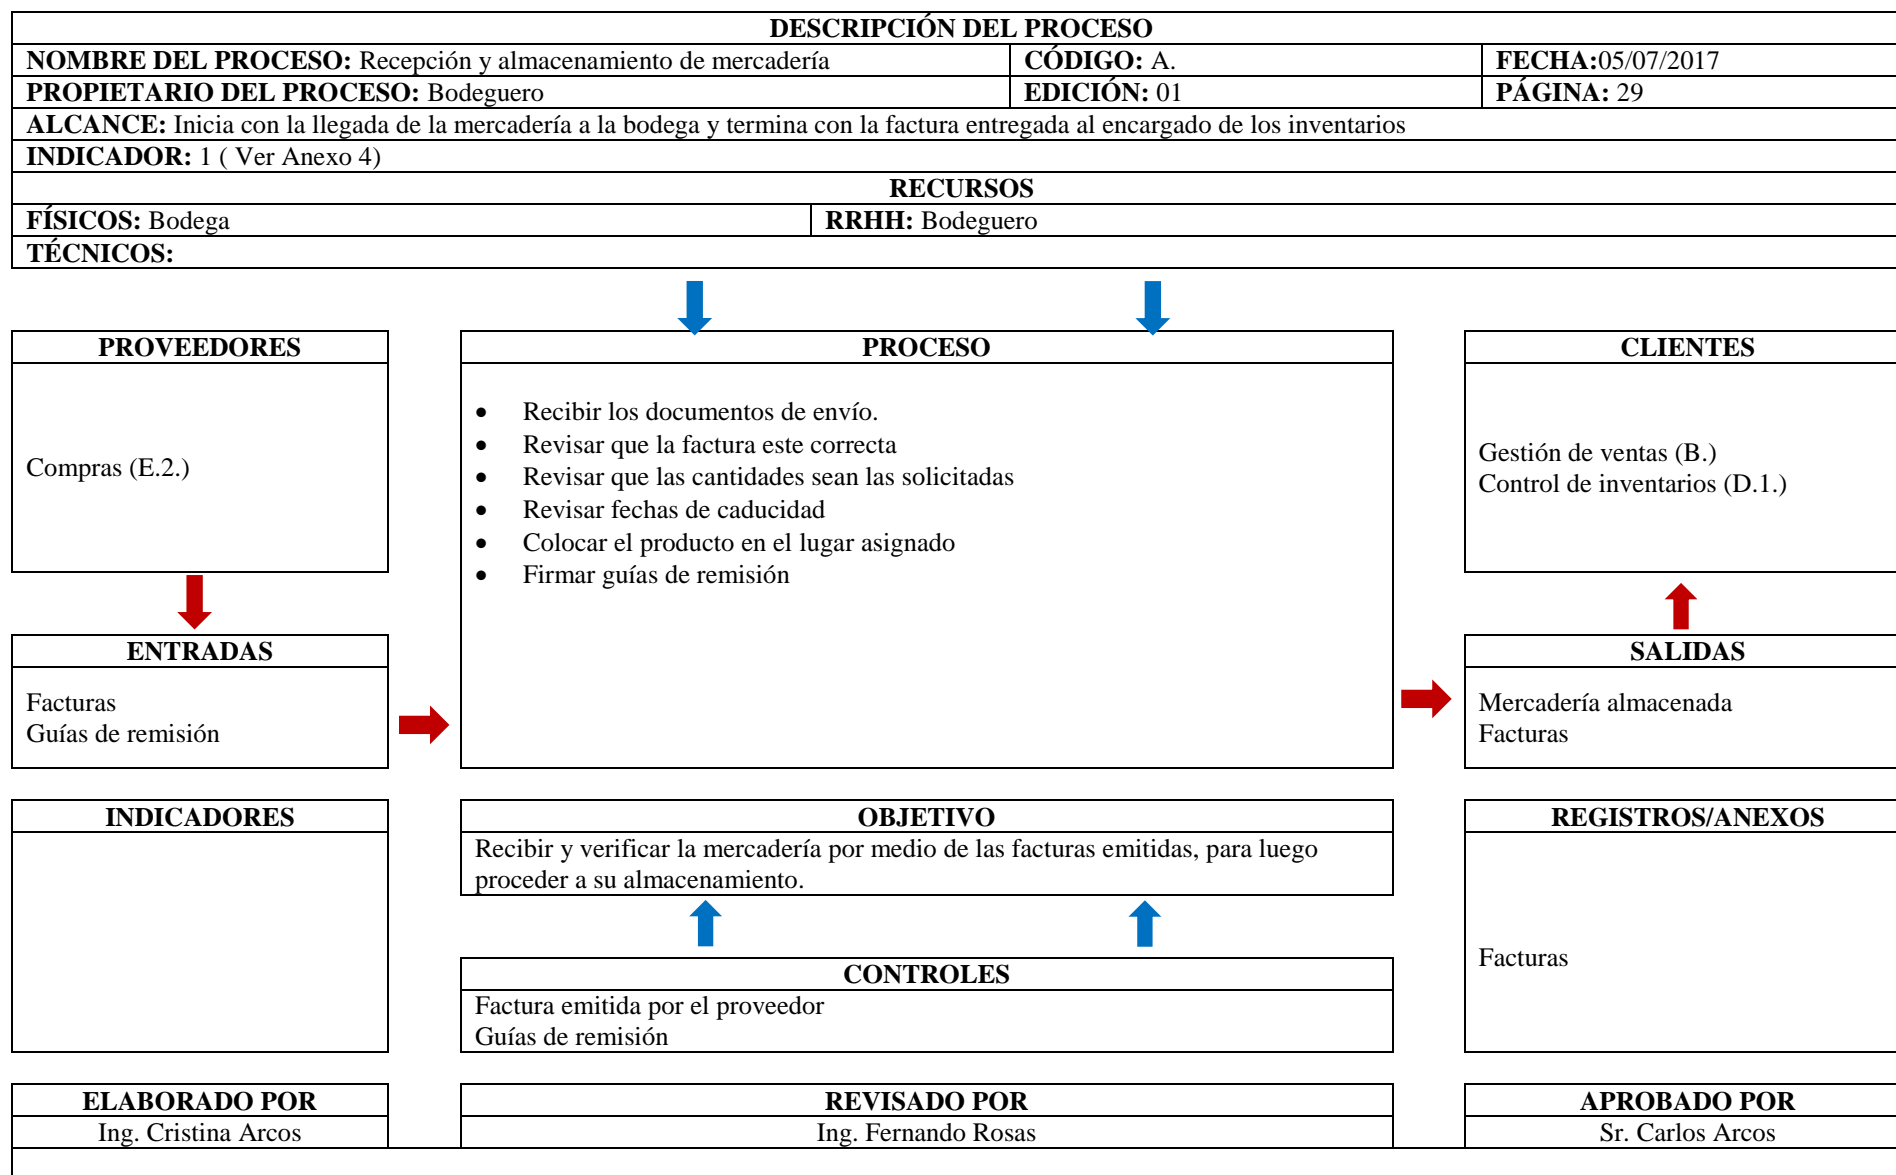 DESCRIPCIÓN DEL PROCESO
NOMBRE DEL PROCESO: Recepción y almacenamiento de mercadería
CÓDIGO: A.
FECHA:05/07/2017
PROPIETARIO DEL PROCESO: Bodeguero
EDICIÓN: 01
PÁGINA: 29
ALCANCE: Inicia con la llegada de la mercadería a la bodega y termina con la factura entregada al encargado de los inventarios
INDICADOR: 1 ( Ver Anexo 4)
RECURSOS
FÍSICOS: Bodega
RRHH: Bodeguero
TÉCNICOS:
PROVEEDORES
Compras (E.2.)
ENTRADAS
Facturas
Guías de remisión
PROCESO
• Recibir los documentos de envío.
• Revisar que la factura este correcta
• Revisar que las cantidades sean las solicitadas
• Revisar fechas de caducidad
• Colocar el producto en el lugar asignado
• Firmar guías de remisión
CLIENTES
Gestión de ventas (B.)
Control de inventarios (D.1.)
SALIDAS
Mercadería almacenada
Facturas
INDICADORES
OBJETIVO
Recibir y verificar la mercadería por medio de las facturas emitidas, para luego
proceder a su almacenamiento.
CONTROLES
Factura emitida por el proveedor
Guías de remisión
REGISTROS/ANEXOS
Facturas
ELABORADO POR
Ing. Cristina Arcos
REVISADO POR
Ing. Fernando Rosas
APROBADO POR
Sr. Carlos Arcos